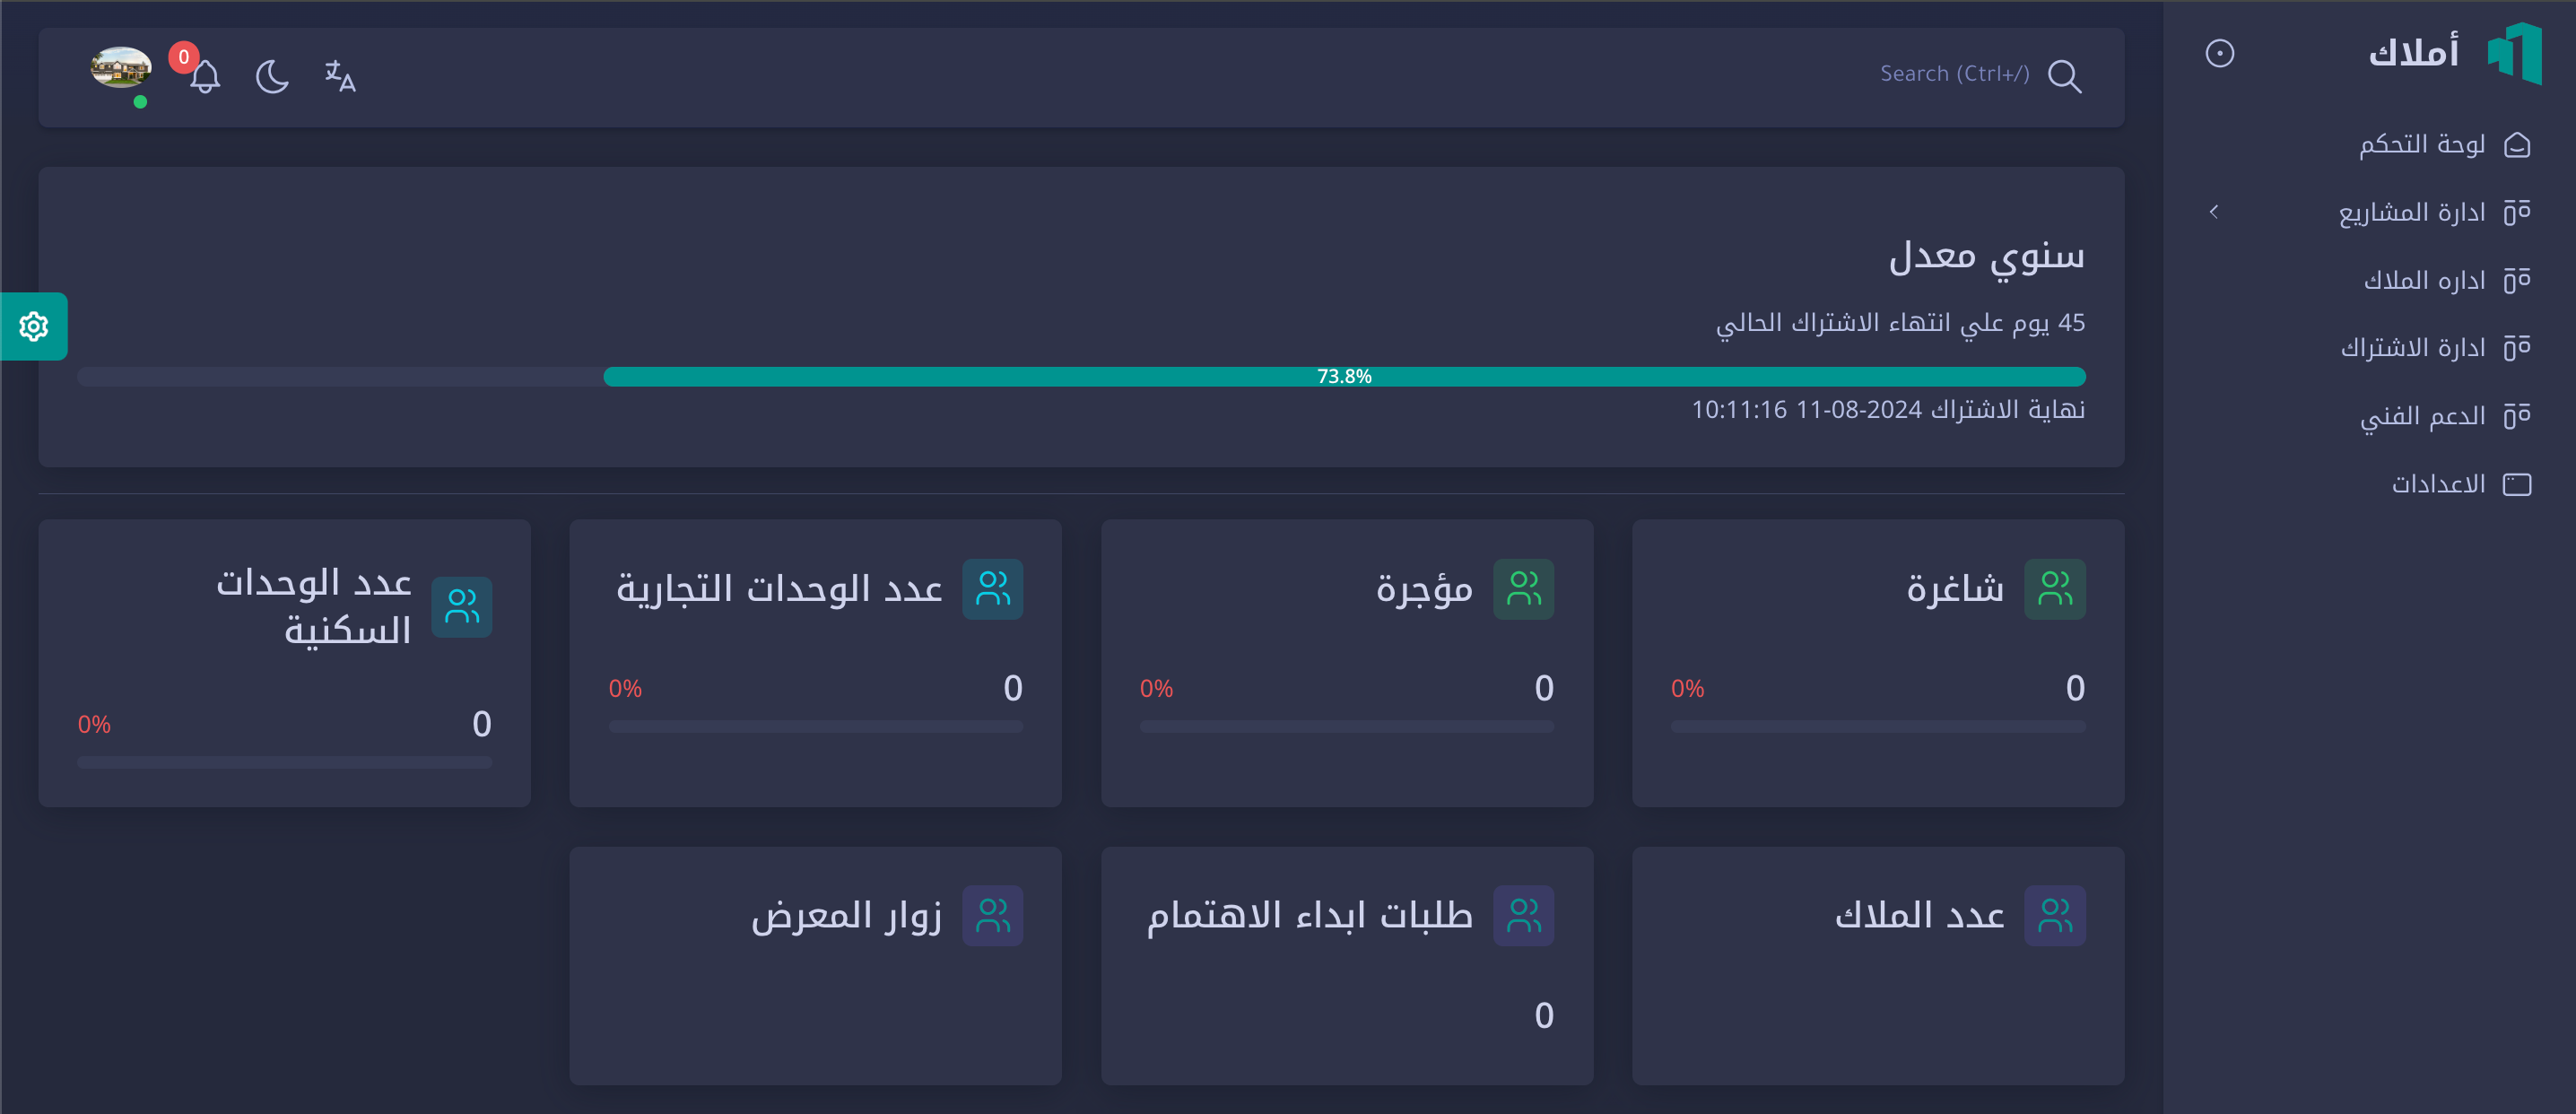 أملاك
لوحة التحكم
ادارة المشاريع
اداره الملاك
ادارة الاشتراك
الدعم الفني
الاعدادات
Search (Ctrl+/)
0
سنوي معدل
45 يوم علي انتهاء الاشتراك الحالي
73.8%
نهاية الاشتراك 2024-08-11 10:11:16
شاغرة
0
0%
مؤجرة
0
0%
عدد الوحدات التجارية
0
0%
عدد الوحدات
السكنية
0
0%
عدد الملاك
طلبات ابداء الاهتمام
0
زوار المعرض